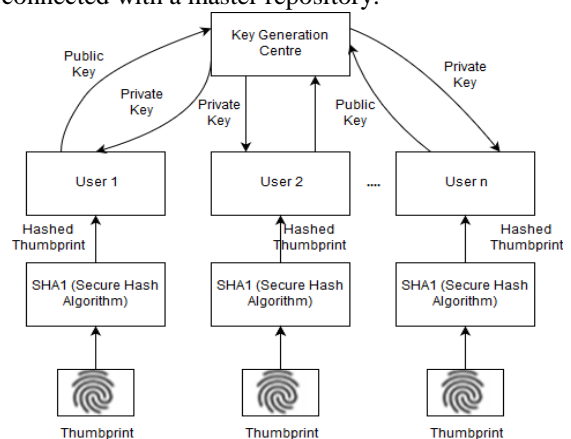 connected with a master repository.
Key Generation
Centre
Public
Key
Private
Key
Private
Key
Public
Key
Private
Key
User 1
User 2
....
User n
Hashed
Thumbprint
Hashed
Thumbprint
Hashed
Thumbprint
SHA1 (Secure Hash
Algorithm)
SHA1 (Secure Hash
Algorithm)
SHA1 (Secure Hash
Algorithm)
Thumbprint
Thumbprint
Thumbprint